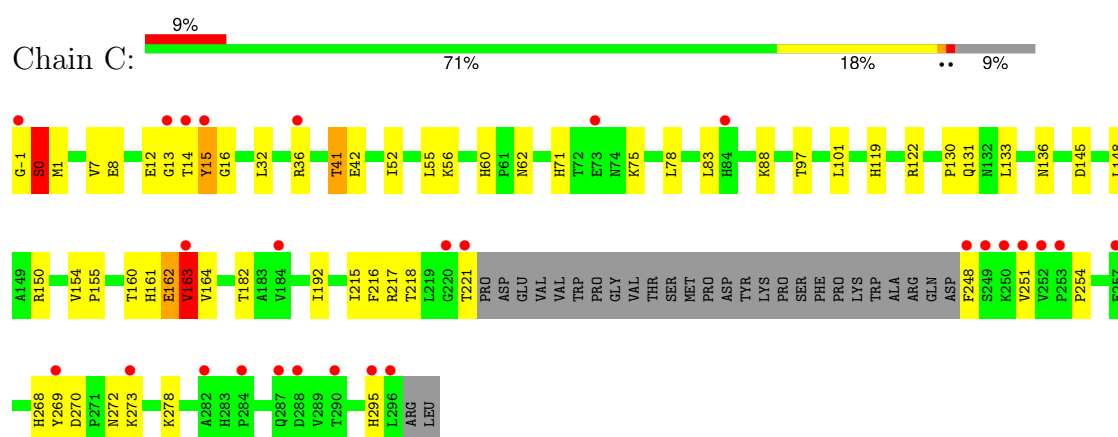 9%
Chain C:
71% 18% •• 9%
G-1 S0 M1 V7 E8 E12 G13 T14 Y15 G16 L32 R36 T41 E42 I52 L55 K56 H60 P61 N62 H71 T72 E73 N74 K75 L78 L83 H84 K88 T97 L101 H119 R122 P130 Q131 N132 L133 N136 D145 L148
A149 R150 V154 P155 T160 H161 E162 V163 V164 T182 A183 V184 I192 I215 F216 R217 T218 L219 G220 T221 PRO ASP GLU VAL VAL TRP PRO GLY VAL THR SER MET PRO ASP TYR LYS PRO SER PHE PRO LYS TRP ALA ARG GLN ASP F248 S249 K250 V251 V252 P253 P254 E257
H268 Y269 D270 P271 N272 K273 K278 A282 H283 P284 Q287 D288 V289 T290 H295 L296 ARG LEU